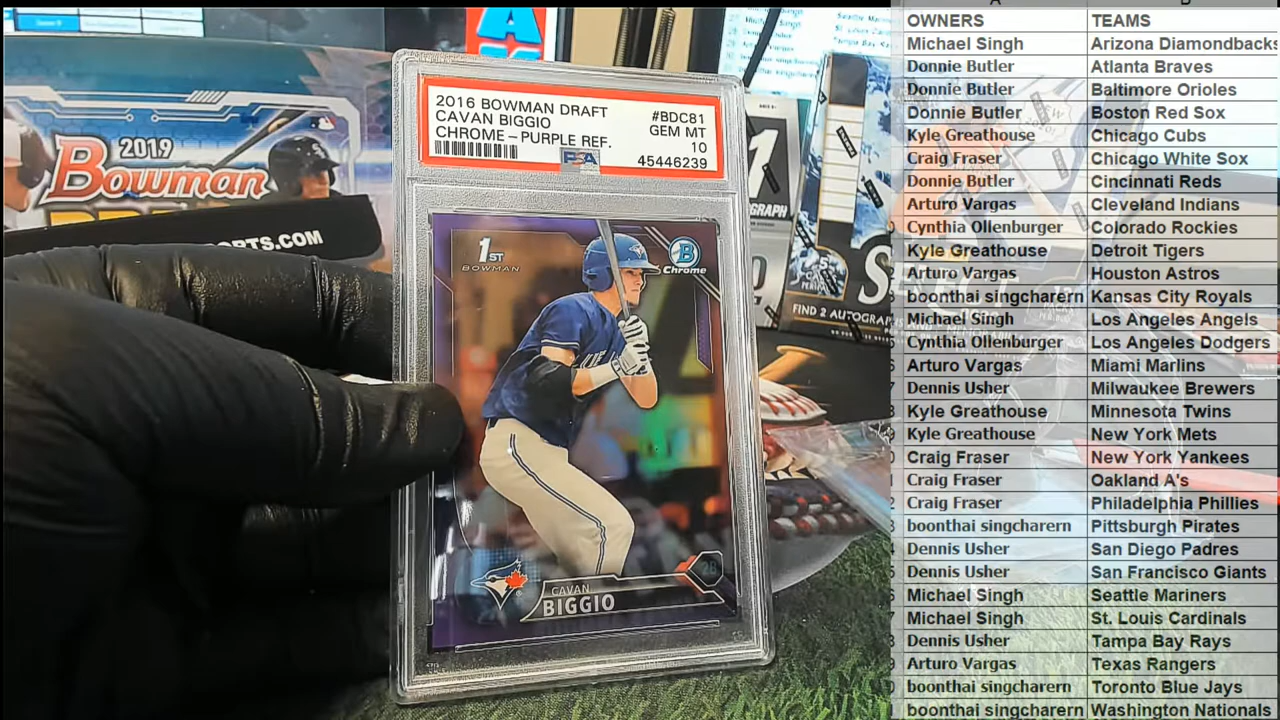 2019
Bowman
SPORTS.COM
2016 BOWMAN DRAFT
#BDC81
CAVAN BIGGIO
GEM MT
CHROME – PURPLE REF.
10
PSA
45446239
1ST
BOWMAN
B
Chrome
28
CAVAN
BIGGIO
FIND 2 AUTOGRAP
OWNERS TEAMS
Michael Singh Arizona Diamondbacks
Donnie Butler Atlanta Braves
Donnie Butler Baltimore Orioles
Donnie Butler Boston Red Sox
Kyle Greathouse Chicago Cubs
Craig Fraser Chicago White Sox
Donnie Butler Cincinnati Reds
Arturo Vargas Cleveland Indians
Cynthia Ollenburger Colorado Rockies
Kyle Greathouse Detroit Tigers
Arturo Vargas Houston Astros
boonthai singcharern Kansas City Royals
Michael Singh Los Angeles Angels
Cynthia Ollenburger Los Angeles Dodgers
Arturo Vargas Miami Marlins
Dennis Usher Milwaukee Brewers
Kyle Greathouse Minnesota Twins
Kyle Greathouse New York Mets
Craig Fraser New York Yankees
Craig Fraser Oakland A's
Craig Fraser Philadelphia Phillies
boonthai singcharern Pittsburgh Pirates
Dennis Usher San Diego Padres
Dennis Usher San Francisco Giants
Michael Singh Seattle Mariners
Michael Singh St. Louis Cardinals
Dennis Usher Tampa Bay Rays
Arturo Vargas Texas Rangers
boonthai singcharern Toronto Blue Jays
boonthai singcharern Washington Nationals